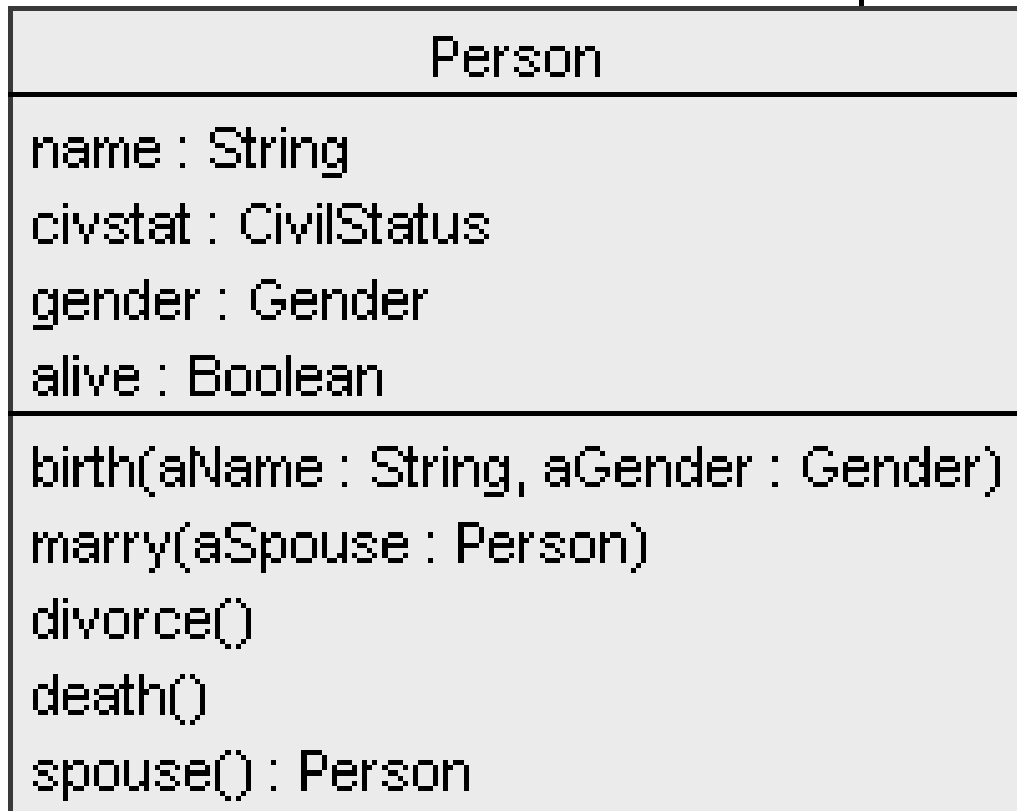 Person
name : String
civstat : CivilStatus
gender : Gender
alive : Boolean
birth(aName : String, aGender : Gender)
marry(aSpouse : Person)
divorce()
death()
spouse() : Person